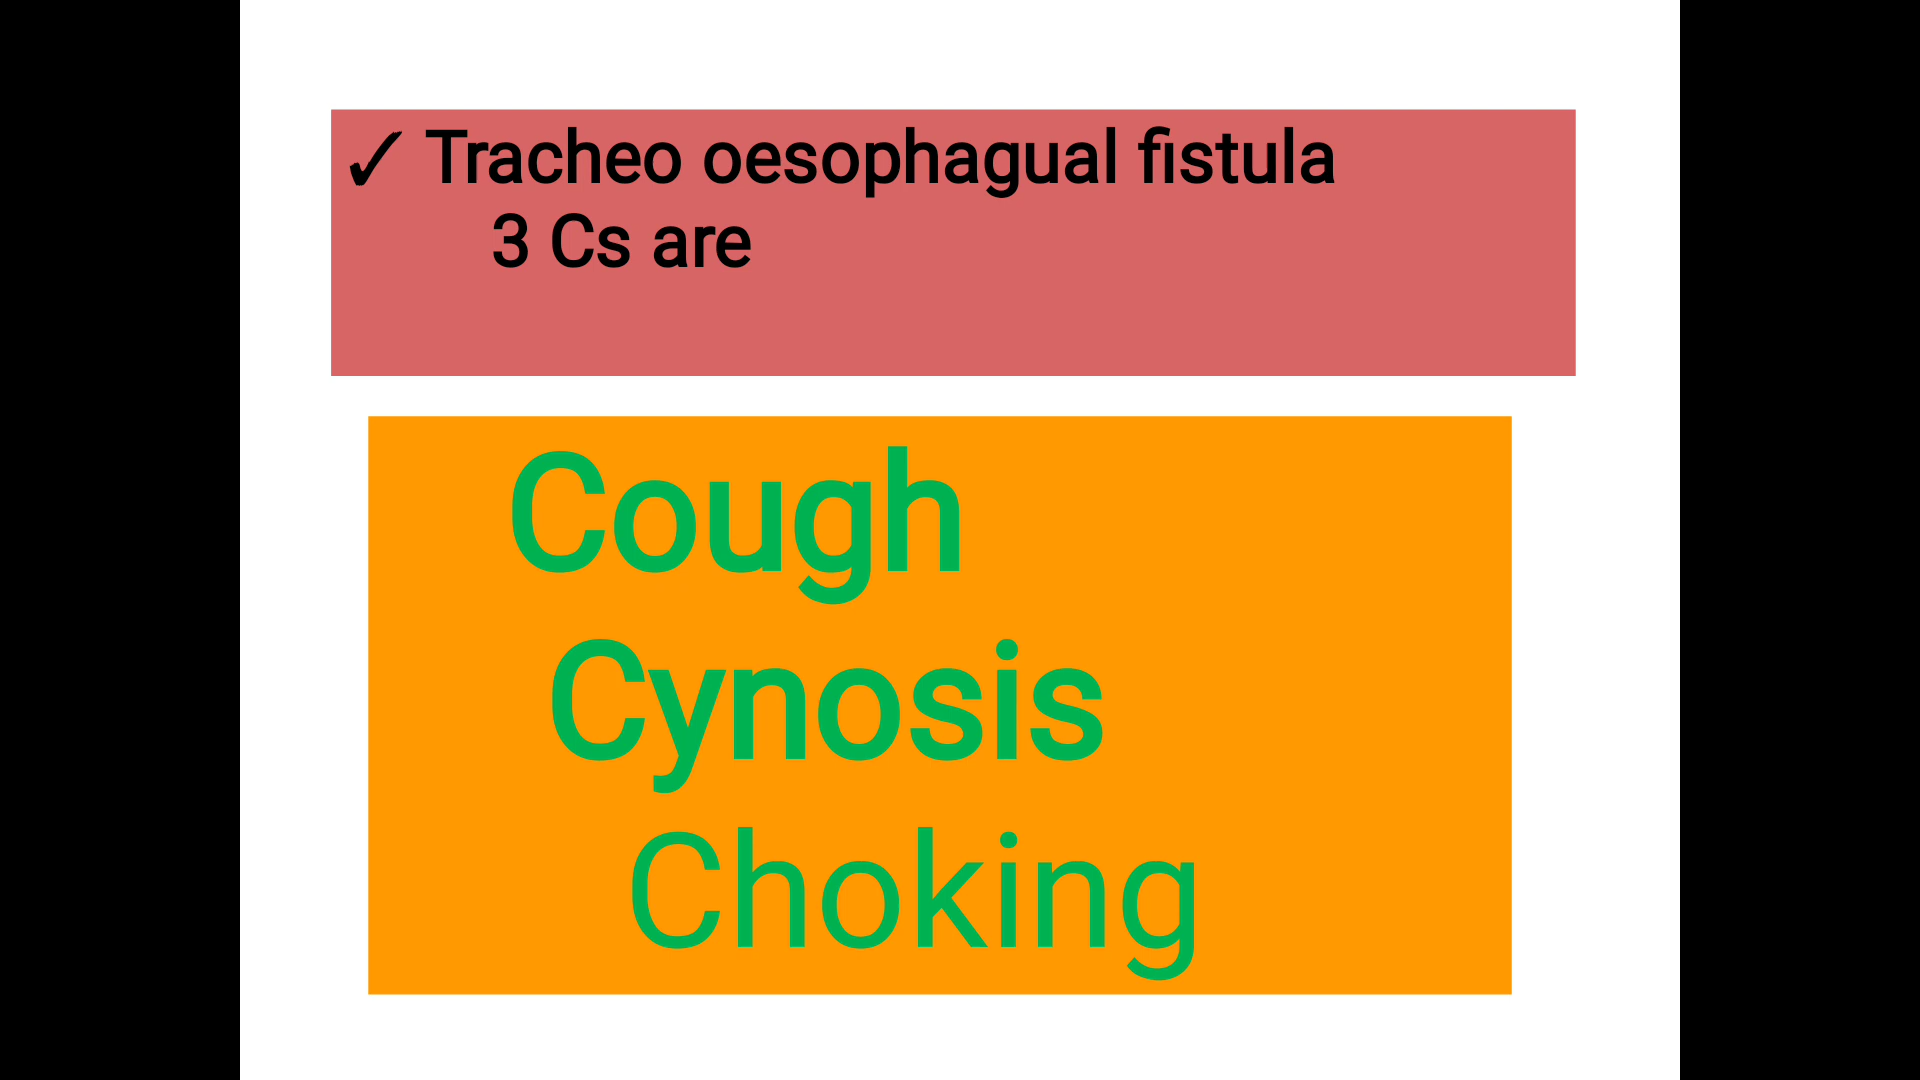 ✓ Tracheo oesophagual fistula
3 Cs are
Cough
Cynosis
Choking